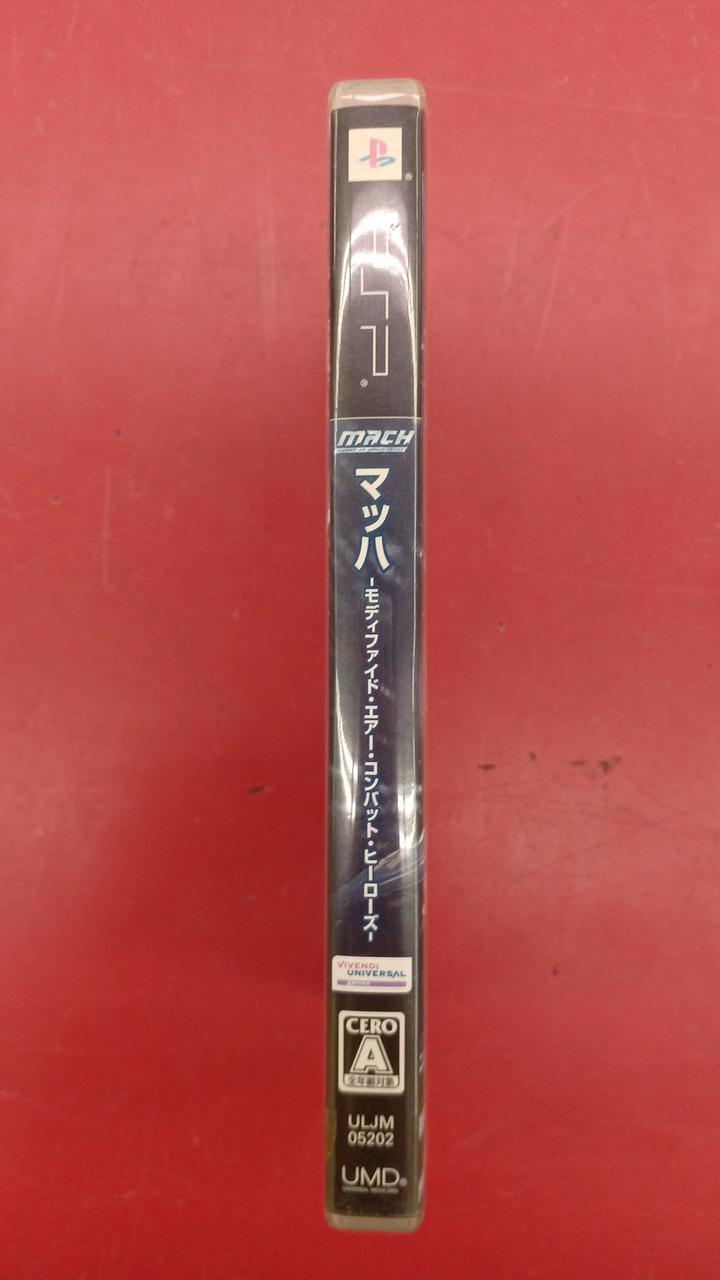 MACH
マッハ
-モディファイド・エアー・コンバット・ヒーローズ-
VIVENDI
UNIVERSAL
games
CERO
A
全年齢対象
ULJM
05202
UMD